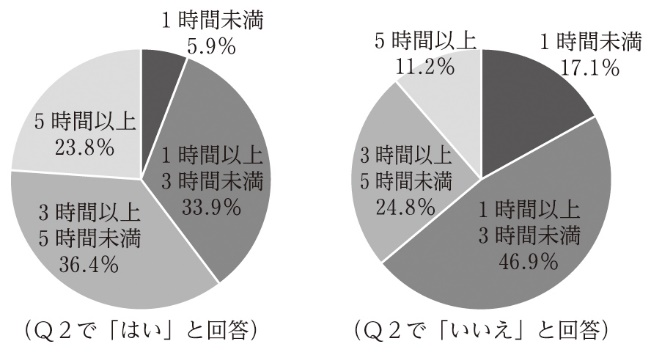 1時間未満
5.9%
5時間以上
23.8%
1時間以上
3時間未満
33.9%
3時間以上
5時間未満
36.4%
(Q2で「はい」と回答)
5時間以上
11.2%
1時間未満
17.1%
3時間以上
5時間未満
24.8%
1時間以上
3時間未満
46.9%
(Q2で「いいえ」と回答)